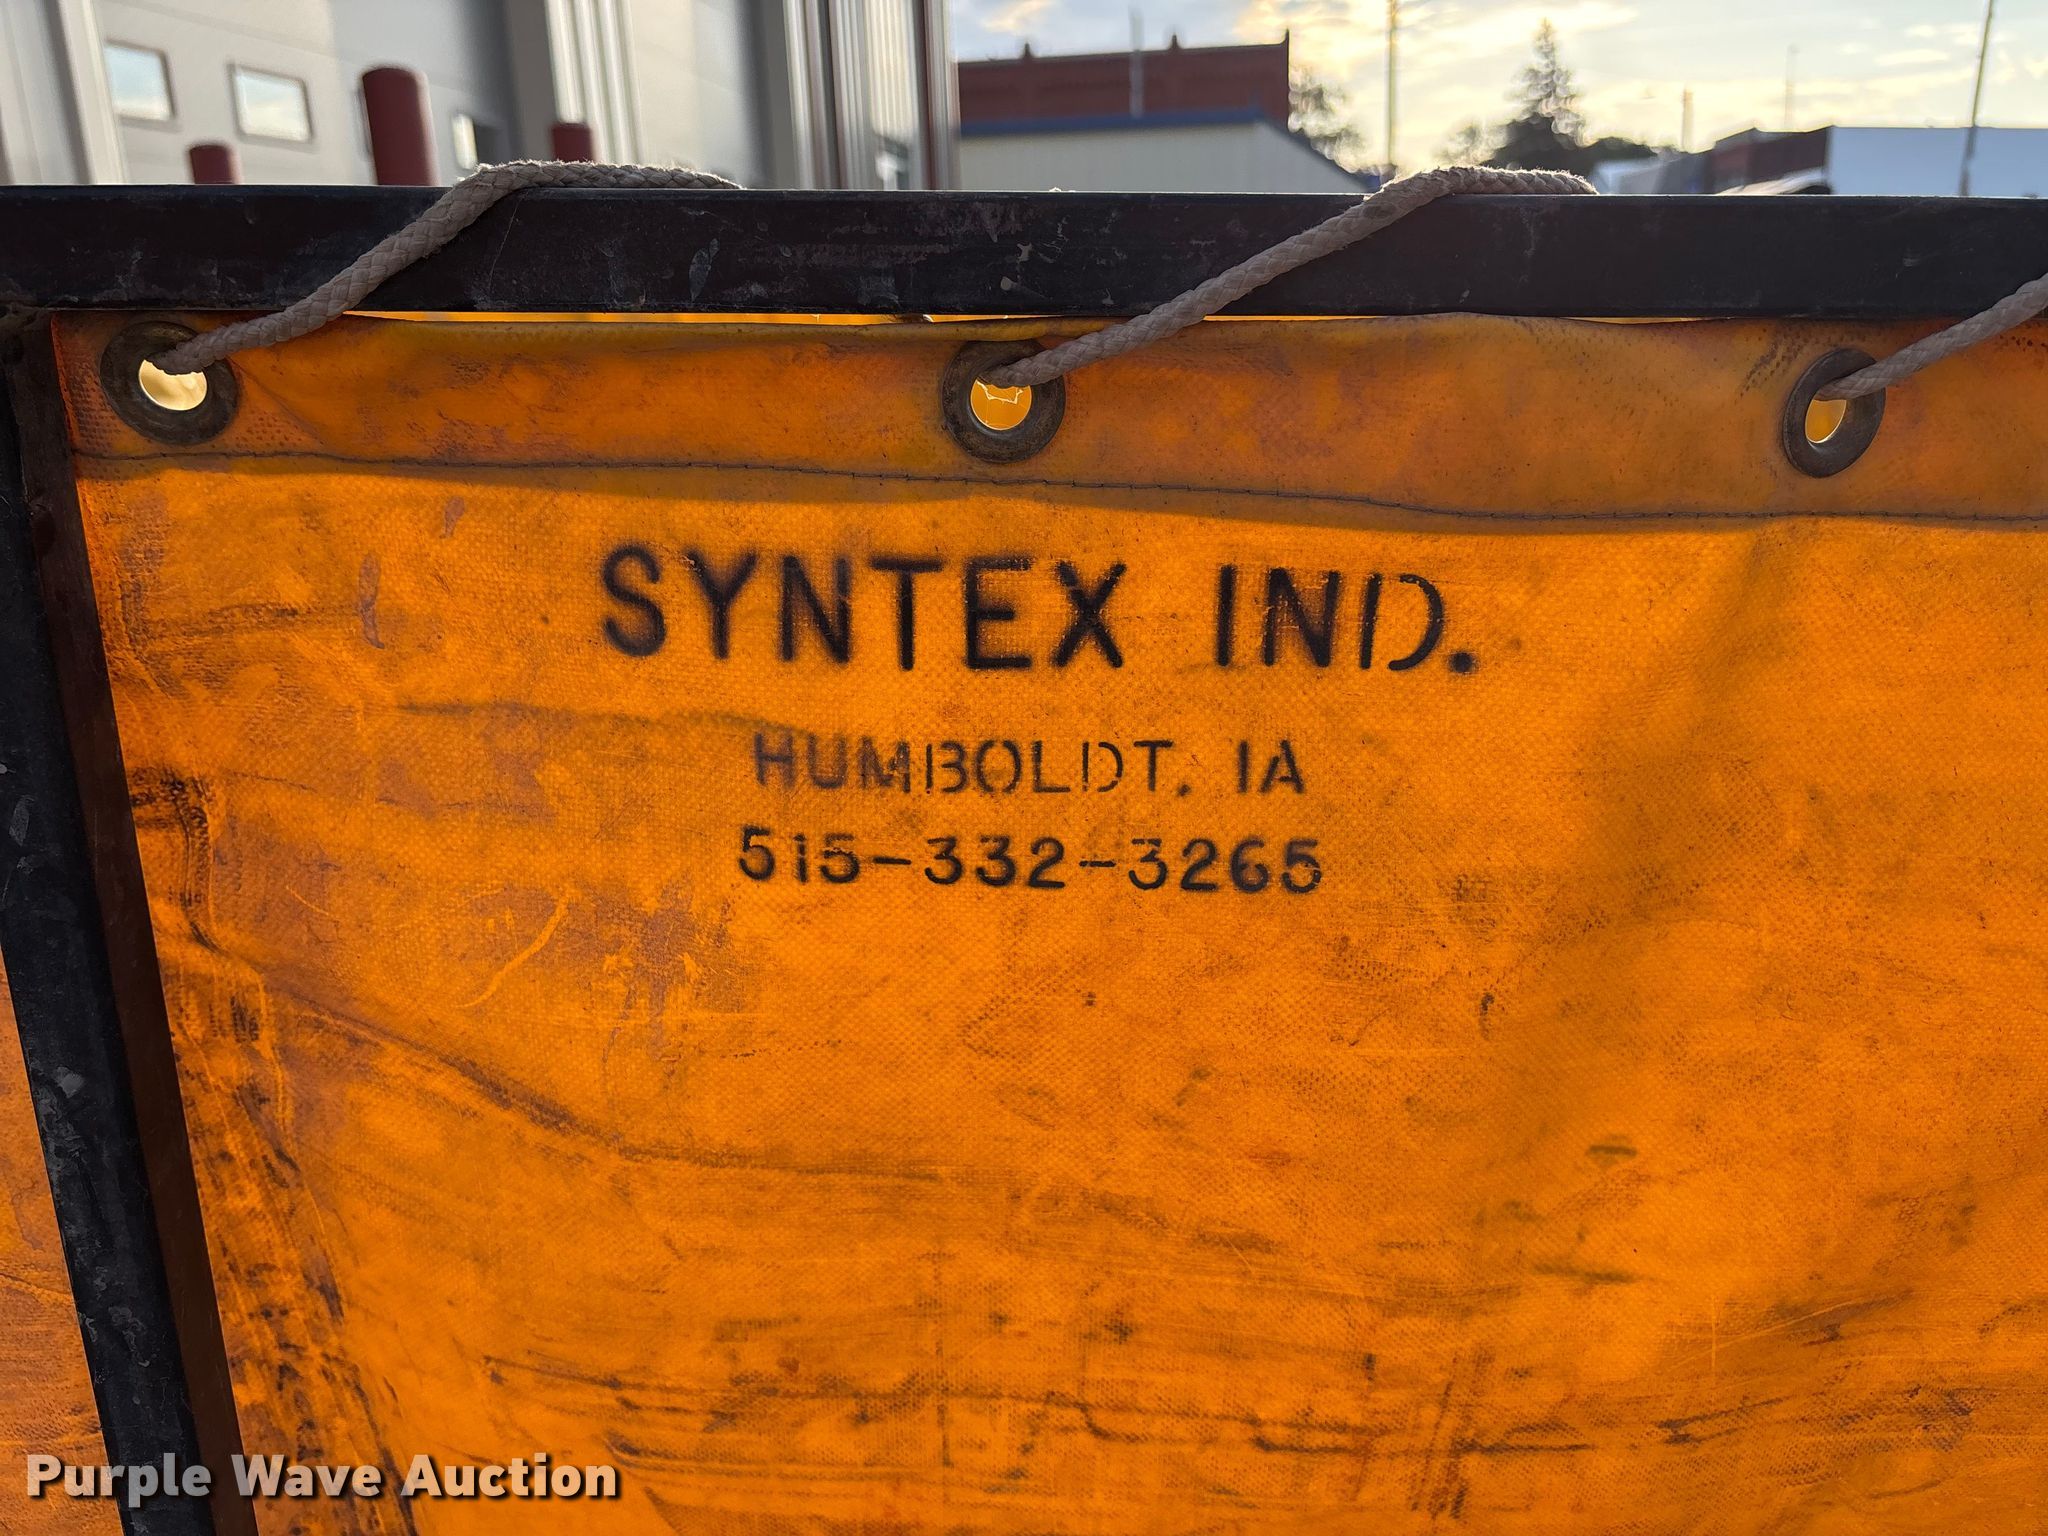 SYNTEX IND.
HUMBOLDT, IA
515-332-3265
Purple Wave Auction